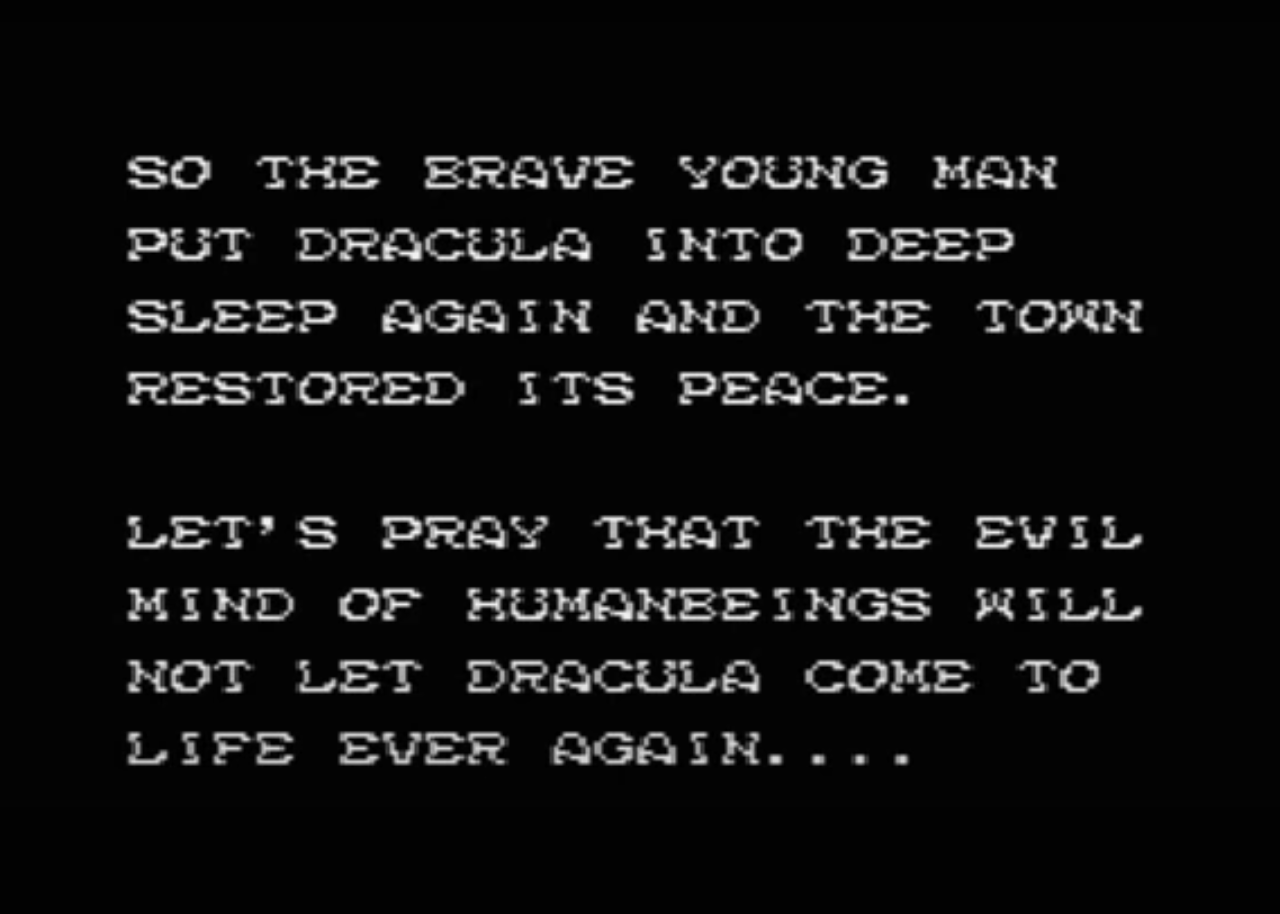 SO THE BRAVE YOUNG MAN
PUT DRACULA INTO DEEP
SLEEP AGAIN AND THE TOWN
RESTORED ITS PEACE.
LET'S PRAY THAT THE EVIL
MIND OF HUMANBEINGS WILL
NOT LET DRACULA COME TO
LIFE EVER AGAIN....